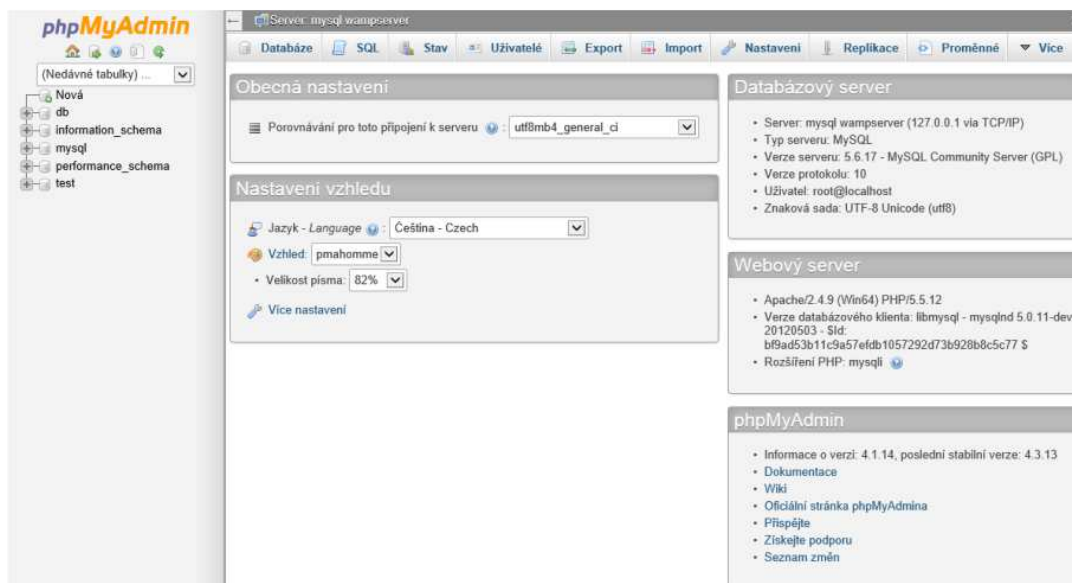 phpMyAdmin
(Nedávné tabulky) ...
Nová
db
information_schema
mysql
performance_schema
test
Server: mysql wampserver
Databáze SQL Stav Uživatelé Export Import Nastavení Replikace Proměnné Více
Obecná nastavení
Porovnávání pro toto připojení k serveru : utf8mb4_general_ci
Nastavení vzhledu
Jazyk - Language : Čeština - Czech
Vzhled: pmahomme
• Velikost písma: 82%
Více nastavení
Databázový server
• Server: mysql wampserver (127.0.0.1 via TCP/IP)
• Typ serveru: MySQL
• Verze serveru: 5.6.17 - MySQL Community Server (GPL)
• Verze protokolu: 10
• Uživatel: root@localhost
• Znaková sada: UTF-8 Unicode (utf8)
Webový server
• Apache/2.4.9 (Win64) PHP/5.5.12
• Verze databázového klienta: libmysql - mysqlnd 5.0.11-dev
20120503 - $Id:
bf9ad53b11c9a57efdb1057292d73b928b8c5c77 $
• Rozšíření PHP: mysqli
phpMyAdmin
• Informace o verzi: 4.1.14, poslední stabilní verze: 4.3.13
• Dokumentace
• Wiki
• Oficiální stránka phpMyAdmina
• Přispějte
• Získejte podporu
• Seznam změn